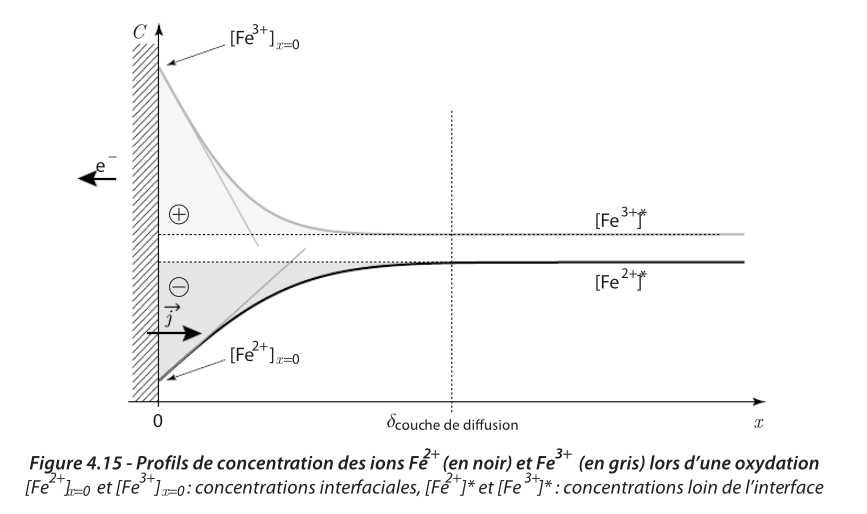 C
[Fe3+]x=0
e−
+
[Fe3+]*
[Fe2+]*
−
j
[Fe2+]x=0
0
δcouche de diffusion
x
Figure 4.15 - Profils de concentration des ions Fe2+ (en noir) et Fe3+ (en gris) lors d’une oxydation
[Fe2+]x=0 et [Fe3+]x=0 : concentrations interfaciales, [Fe2+]* et [Fe3+]* : concentrations loin de l’interface